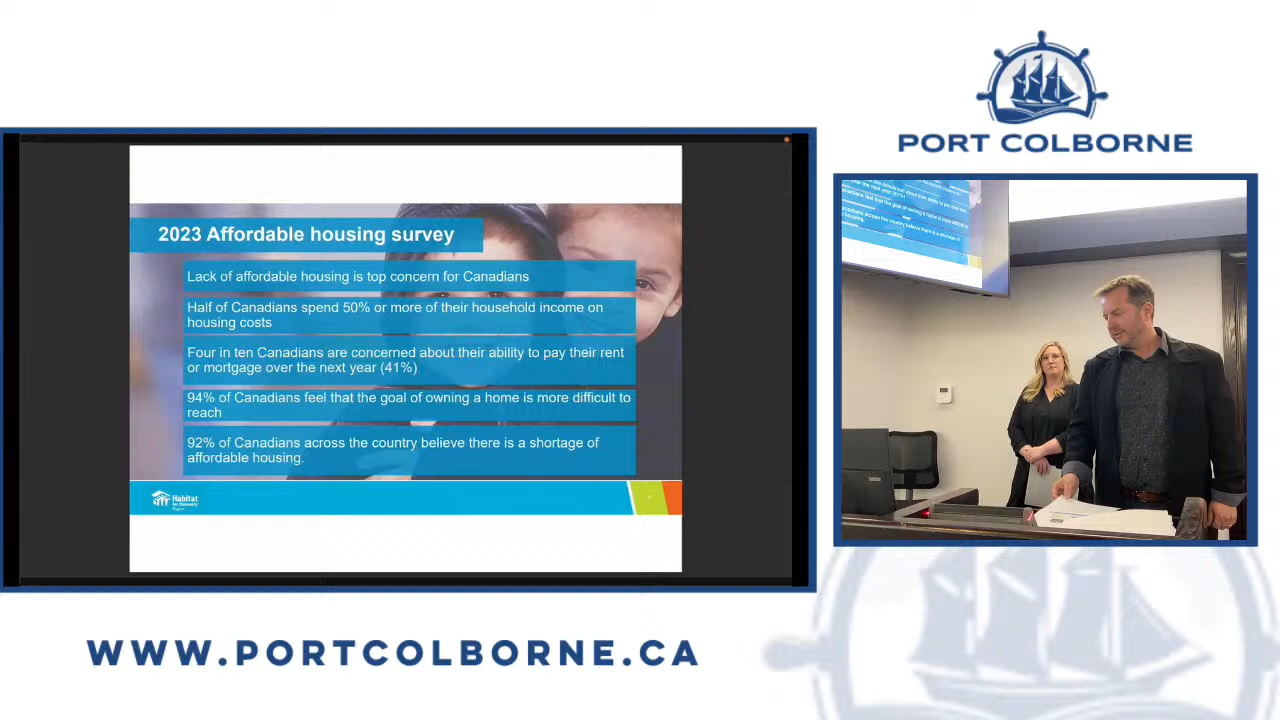 PORT COLBORNE
2023 Affordable housing survey
Lack of affordable housing is top concern for Canadians
Half of Canadians spend 50% or more of their household income on
housing costs
Four in ten Canadians are concerned about their ability to pay their rent
or mortgage over the next year (41%)
94% of Canadians feel that the goal of owning a home is more difficult to
reach
92% of Canadians across the country believe there is a shortage of
affordable housing.
Habitat
for Humanity
WWW.PORTCOLBORNE.CA